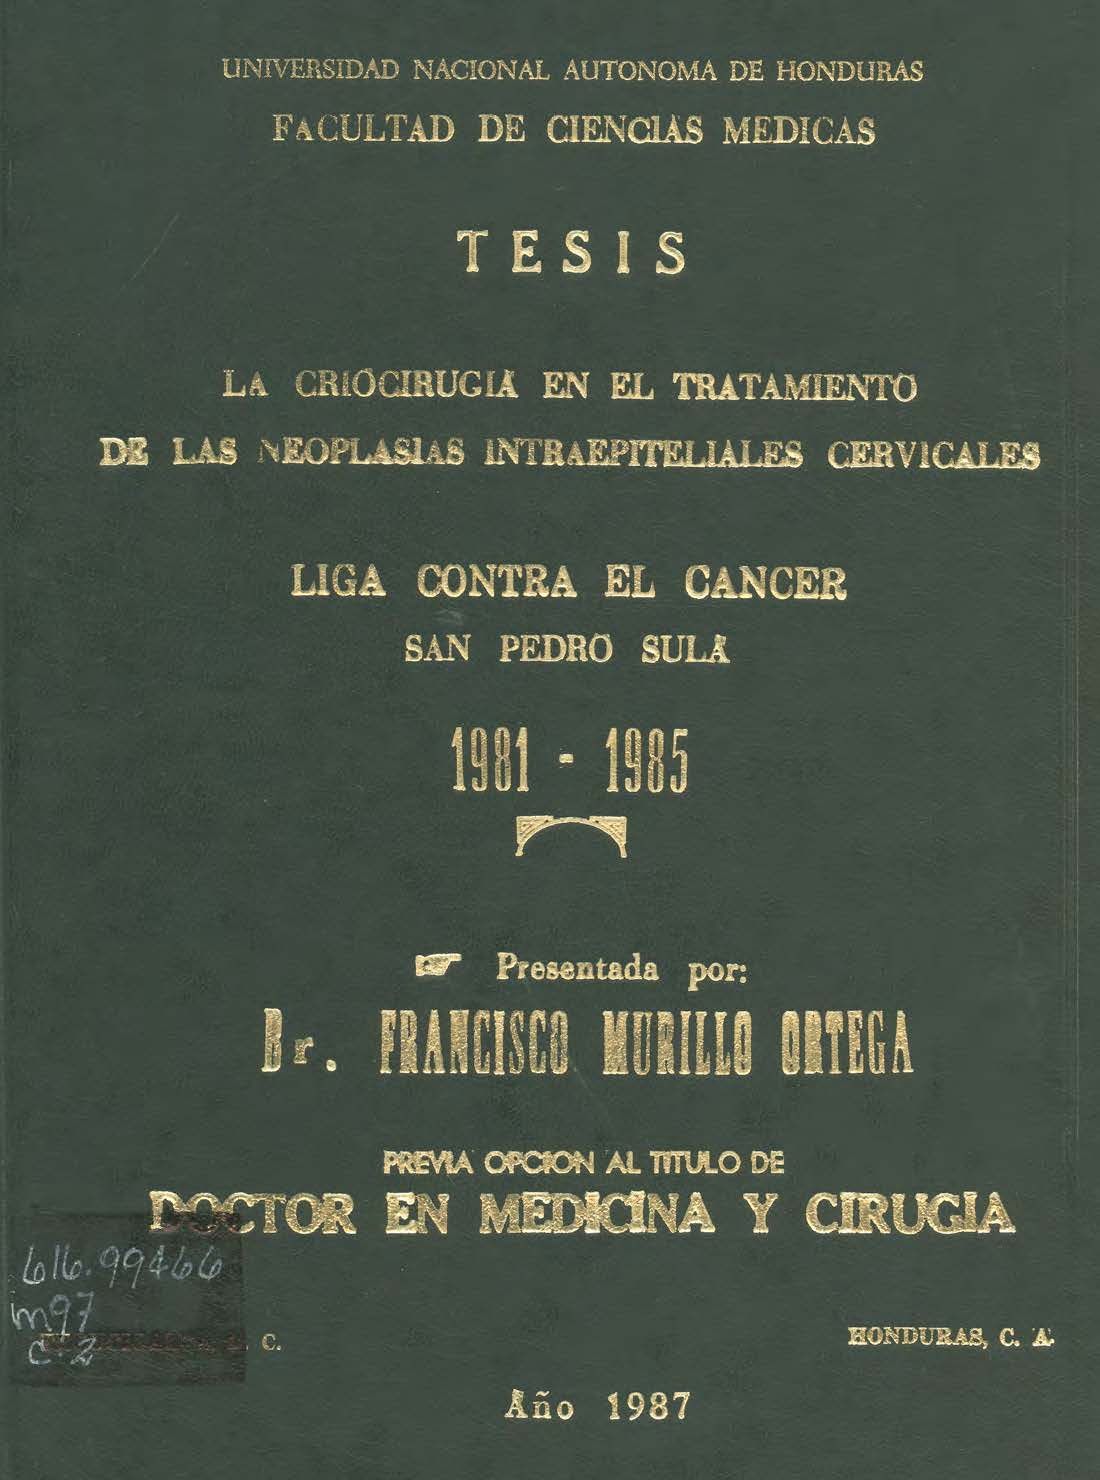 UNIVERSIDAD NACIONAL AUTONOMA DE HONDURAS
FACULTAD DE CIENCIAS MEDICAS
TESIS
LA CRIOCIRUGIA EN EL TRATAMIENTO
DE LAS NEOPLASIAS INTRAEPITELIALES CERVICALES
LIGA CONTRA EL CANCER
SAN PEDRO SULA
1981 - 1985
Presentada por:
Br. FRANCISCO MURILLO ORTEGA
PREVIA OPCION AL TITULO DE
DOCTOR EN MEDICINA Y CIRUGIA
616.99466
m97
c 2
C.
HONDURAS, C. A.
Año 1987